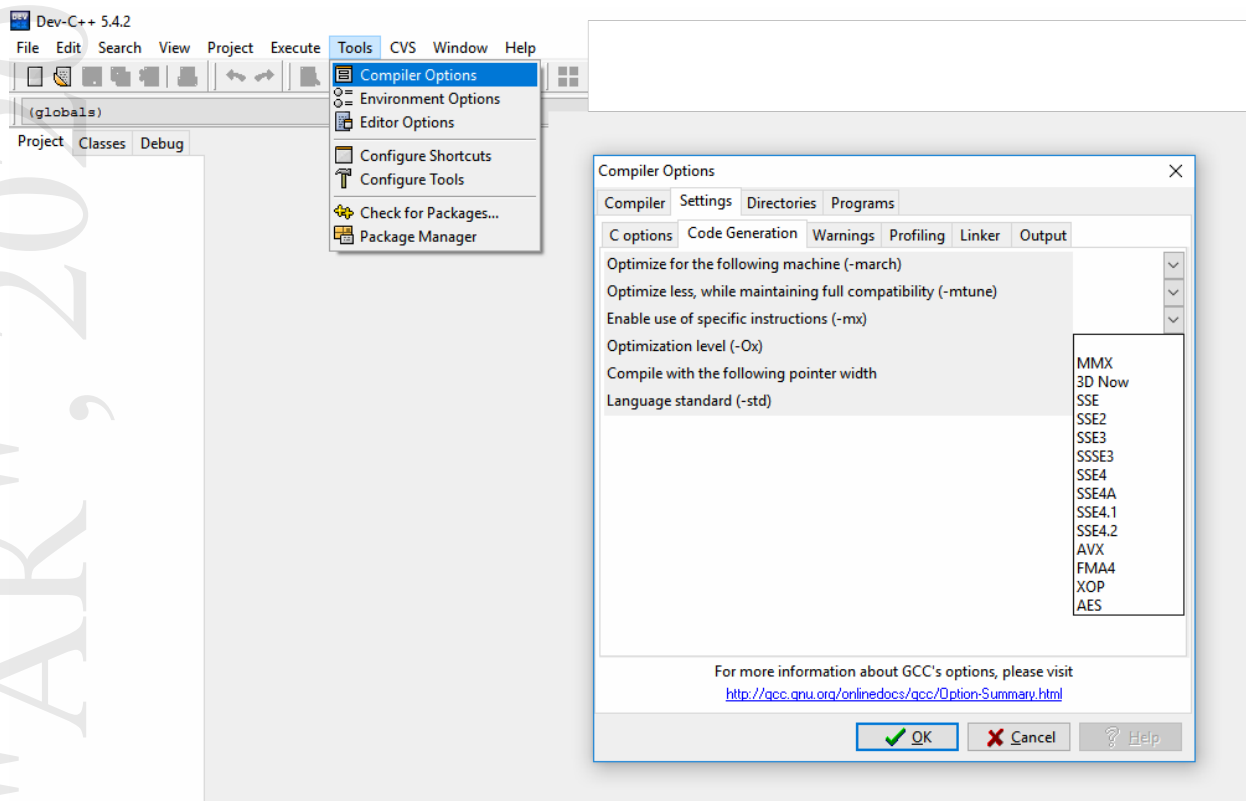 Dev-C++ 5.4.2
File Edit Search View Project Execute Tools CVS Window Help
(globals)
Project Classes Debug
Compiler Options
Environment Options
Editor Options
Configure Shortcuts
Configure Tools
Check for Packages...
Package Manager
Compiler Options
Compiler Settings Directories Programs
C options Code Generation Warnings Profiling Linker Output
Optimize for the following machine (-march)
Optimize less, while maintaining full compatibility (-mtune)
Enable use of specific instructions (-mx)
Optimization level (-Ox)
Compile with the following pointer width
Language standard (-std)
MMX
3D Now
SSE
SSE2
SSE3
SSSE3
SSE4
SSE4A
SSE4.1
SSE4.2
AVX
FMA4
XOP
AES
For more information about GCC's options, please visit
http://gcc.gnu.org/onlinedocs/gcc/Option-Summary.html
OK Cancel Help